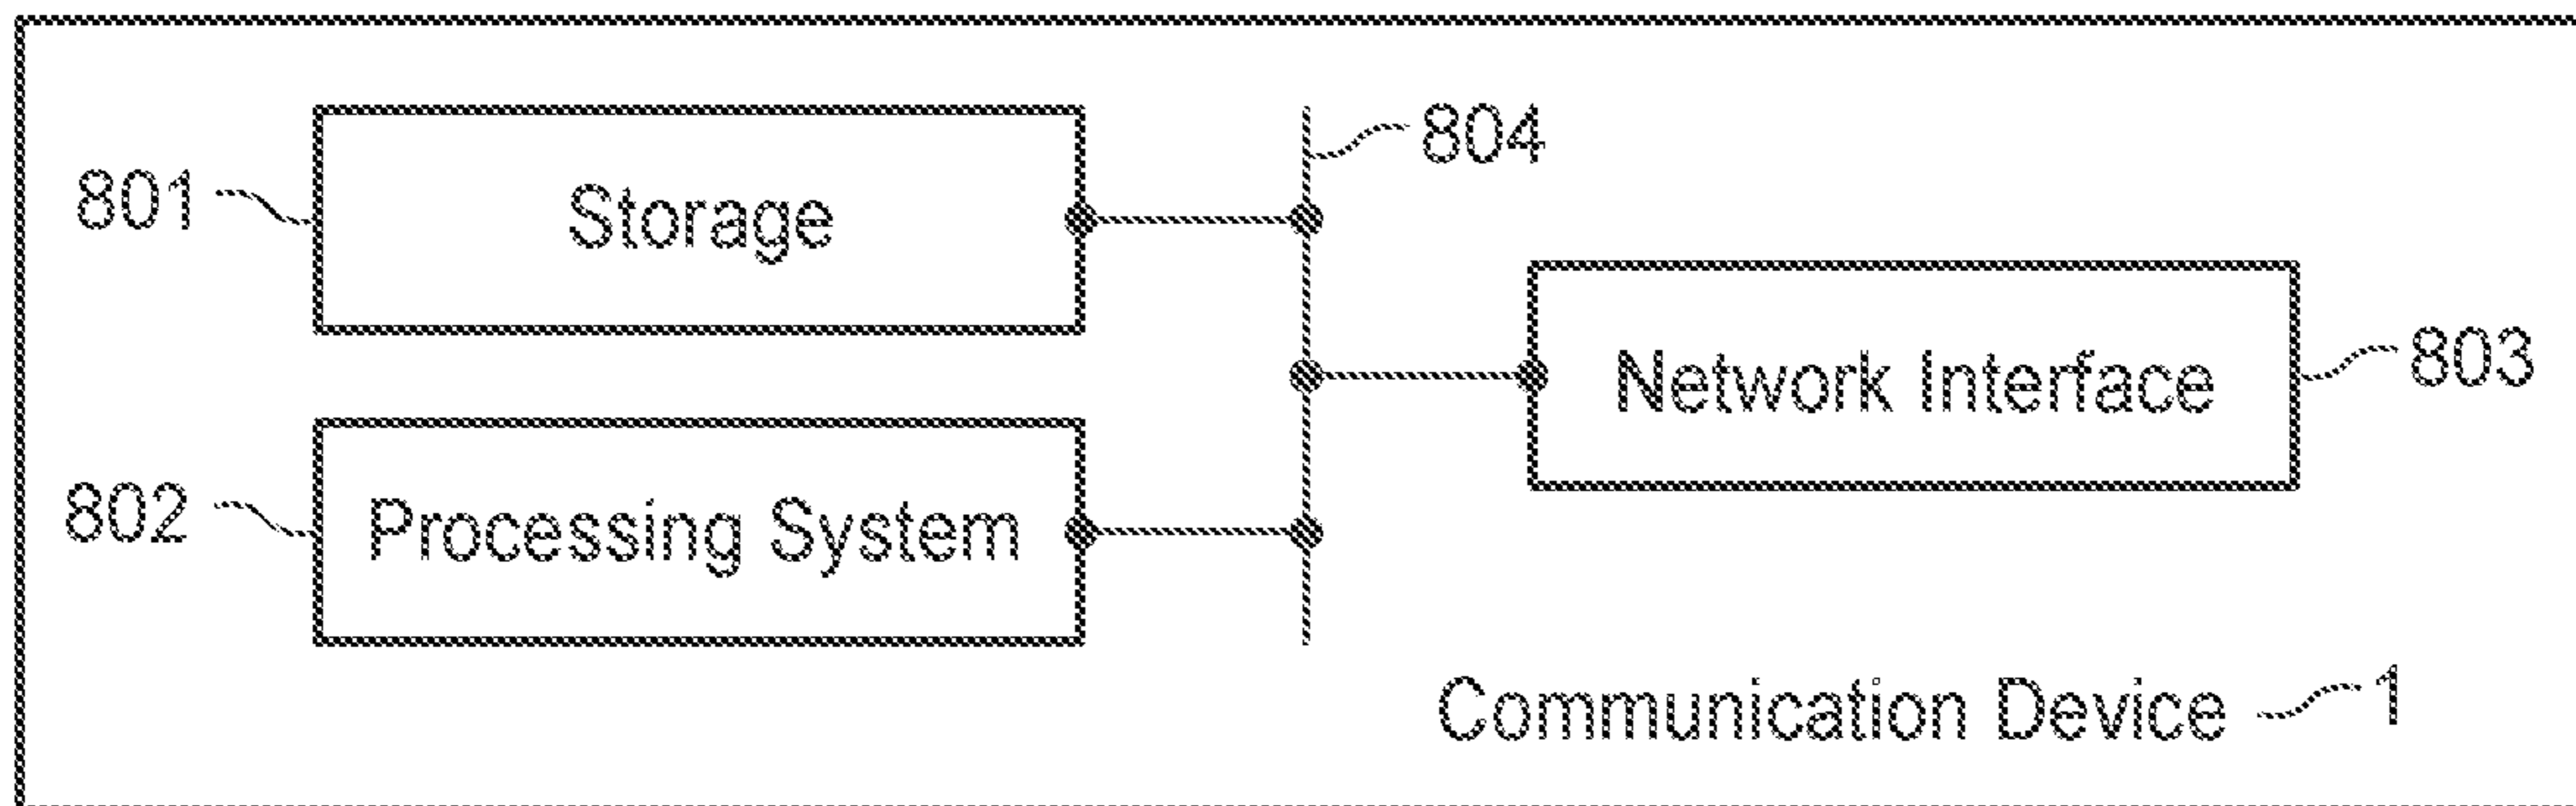 804
801
Storage
803
Network Interface
802
Processing System
Communication Device 1